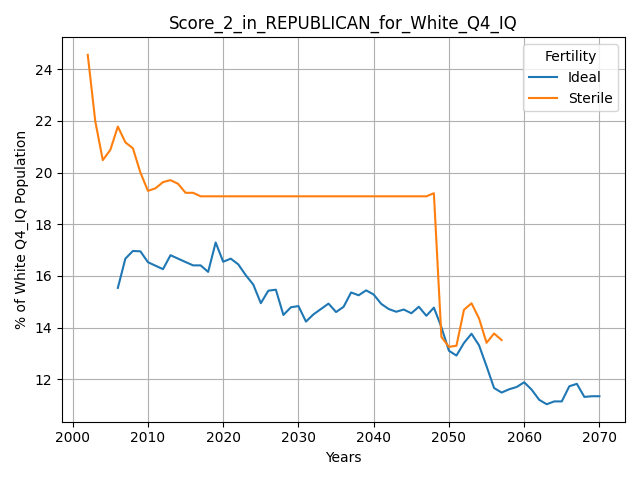 Score_2_in_REPUBLICAN_for_White_Q4_IQ
Fertility
Ideal
Sterile
% of White Q4_IQ Population
24
22
20
18
16
14
12
2000 2010 2020 2030 2040 2050 2060 2070
Years